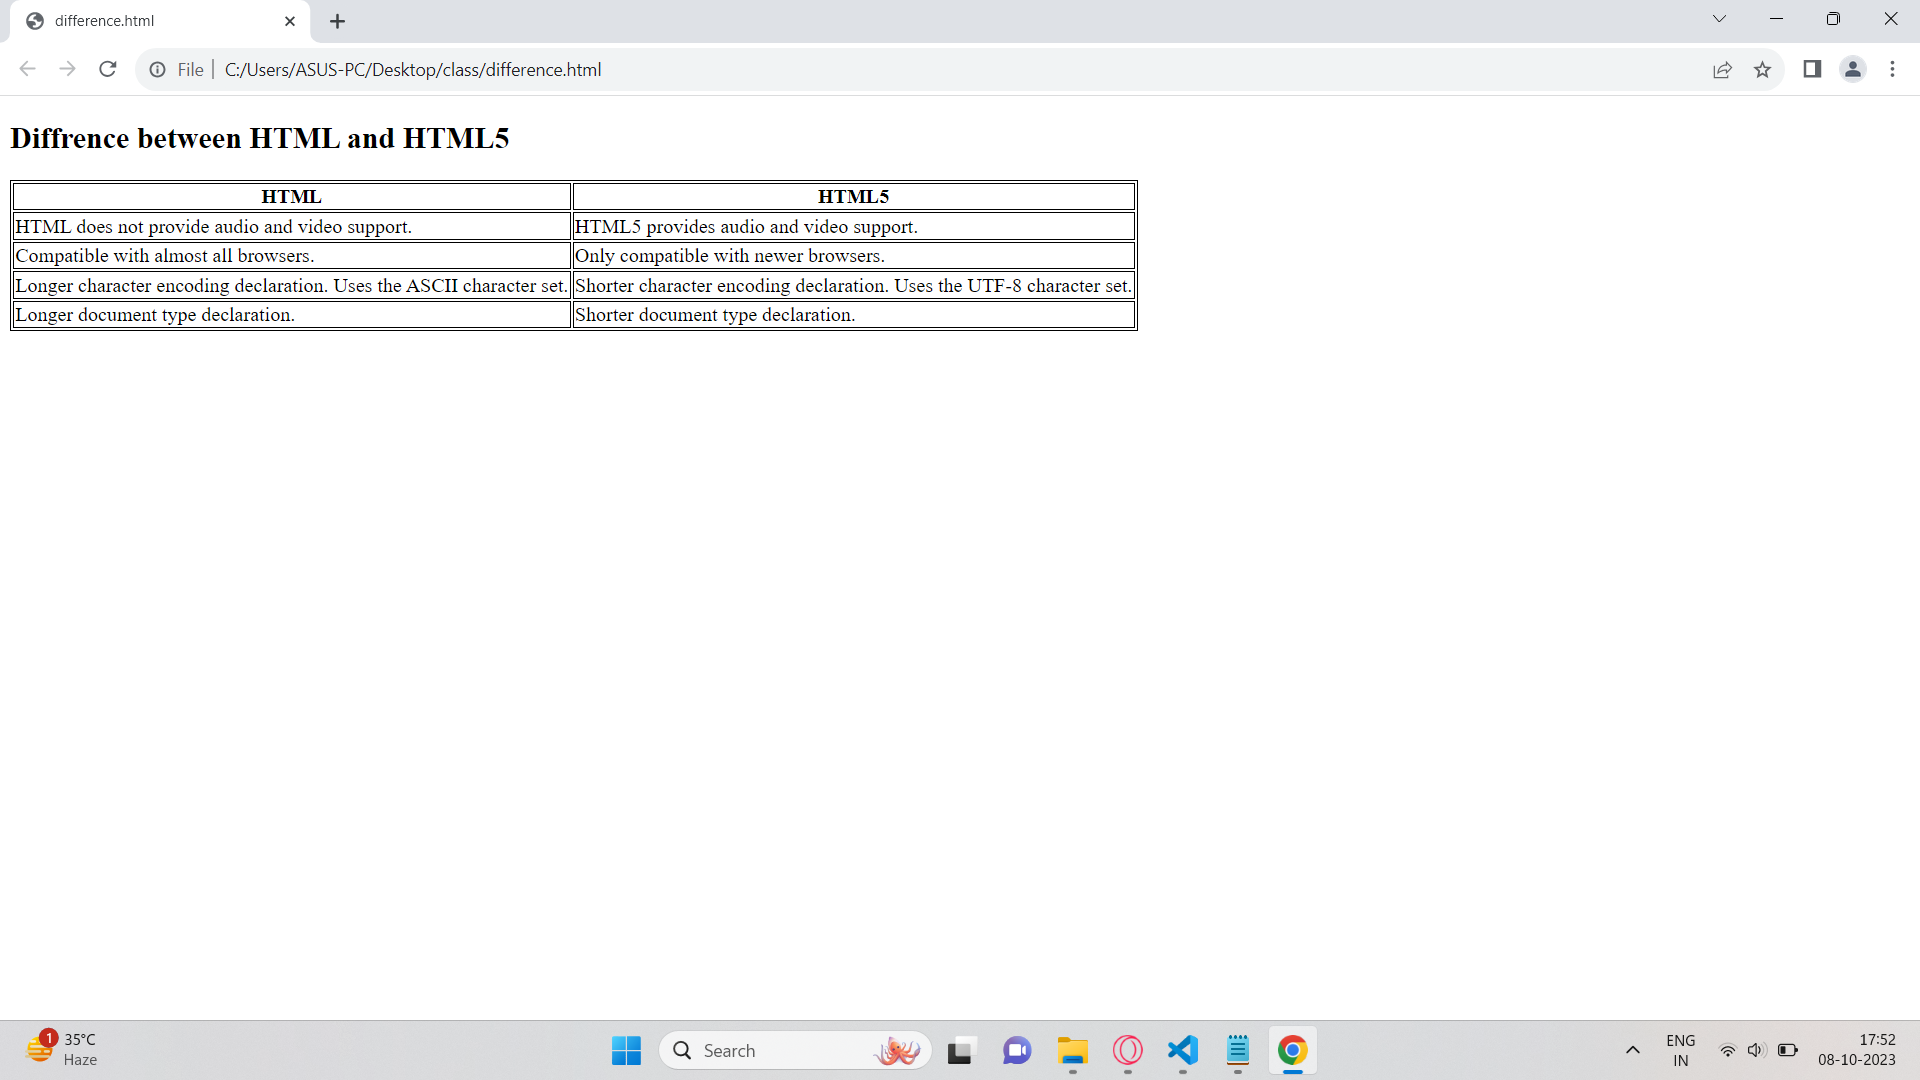 difference.html
File | C:/Users/ASUS-PC/Desktop/class/difference.html
Diffrence between HTML and HTML5
HTML HTML5
HTML does not provide audio and video support. HTML5 provides audio and video support.
Compatible with almost all browsers. Only compatible with newer browsers.
Longer character encoding declaration. Uses the ASCII character set. Shorter character encoding declaration. Uses the UTF-8 character set.
Longer document type declaration. Shorter document type declaration.
1 35°C
Haze
Search
ENG
IN
17:52
08-10-2023